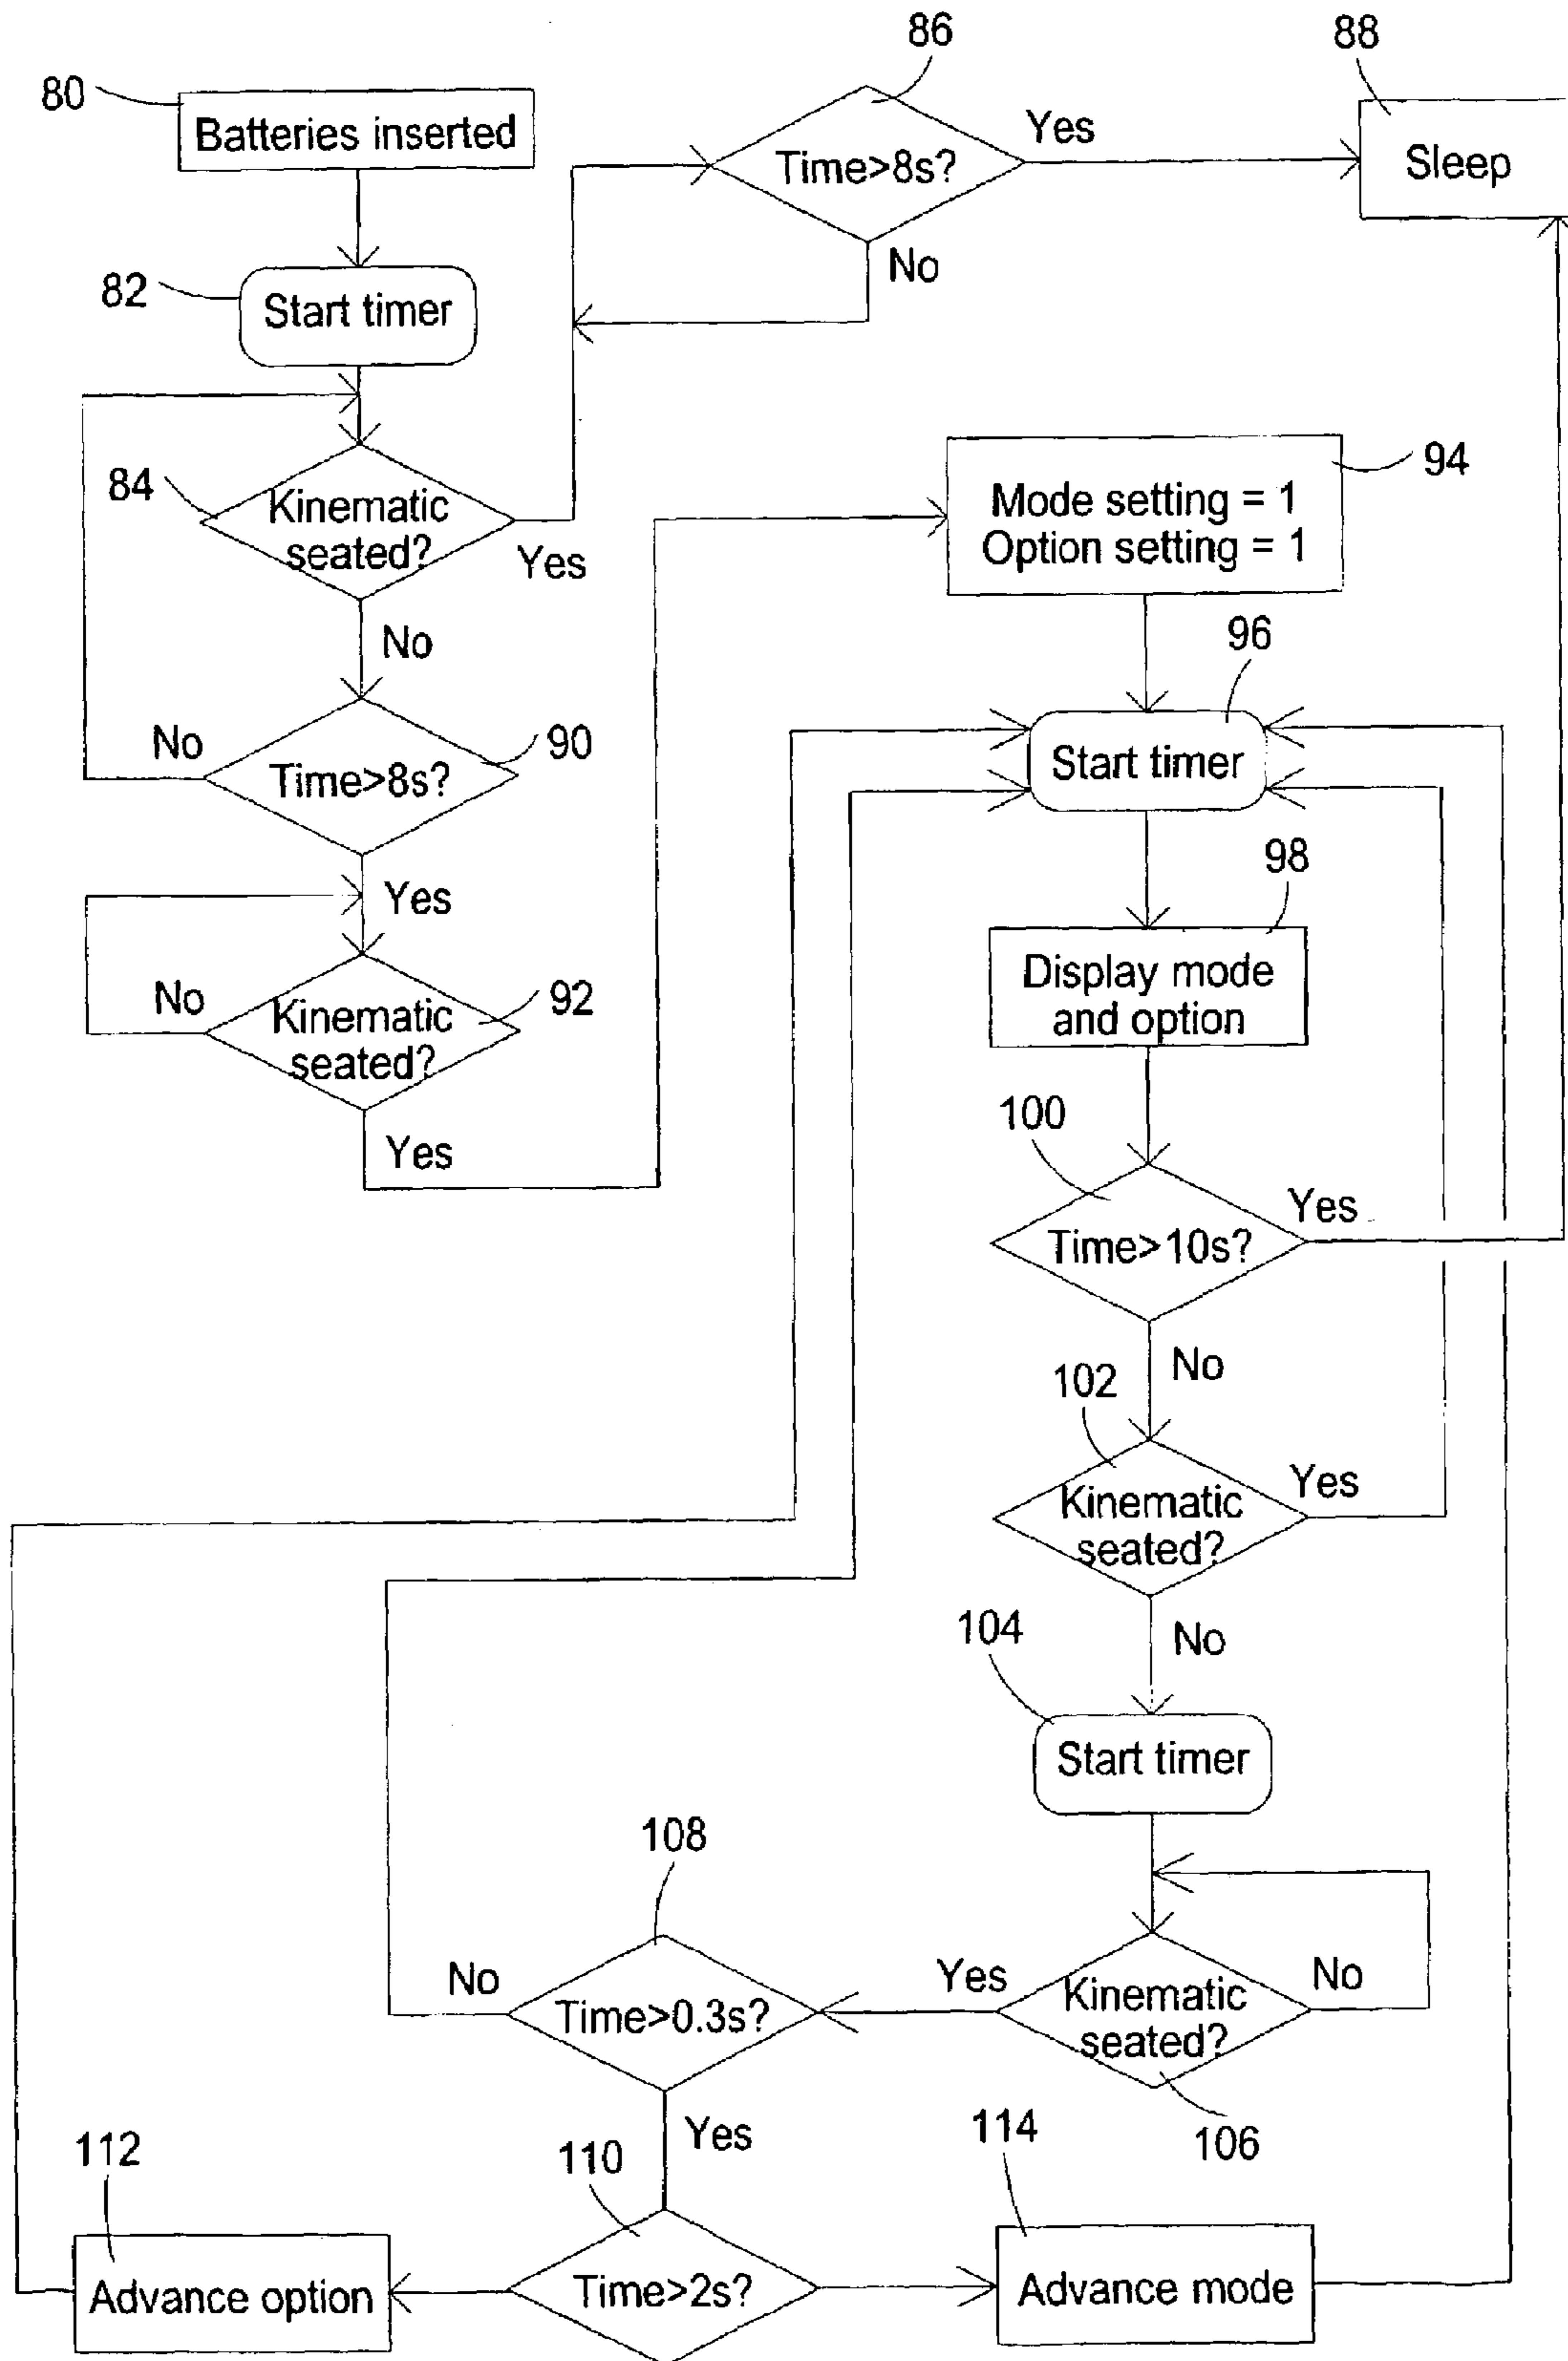 86
88
80
Batteries inserted
Yes
Time>8s?
Sleep
No
82
Start timer
84
Kinematic
seated?
Yes
94
Mode setting = 1
Option setting = 1
No
96
No
90
Time>8s?
Start timer
98
Yes
Display mode
and option
No
92
Kinematic
seated?
100
Yes
Yes
Time>10s?
No
102
Yes
Kinematic
seated?
104
No
Start timer
108
No
Yes
No
Time>0.3s?
Kinematic
seated?
112
Yes
114
106
110
Advance option
Time>2s?
Advance mode